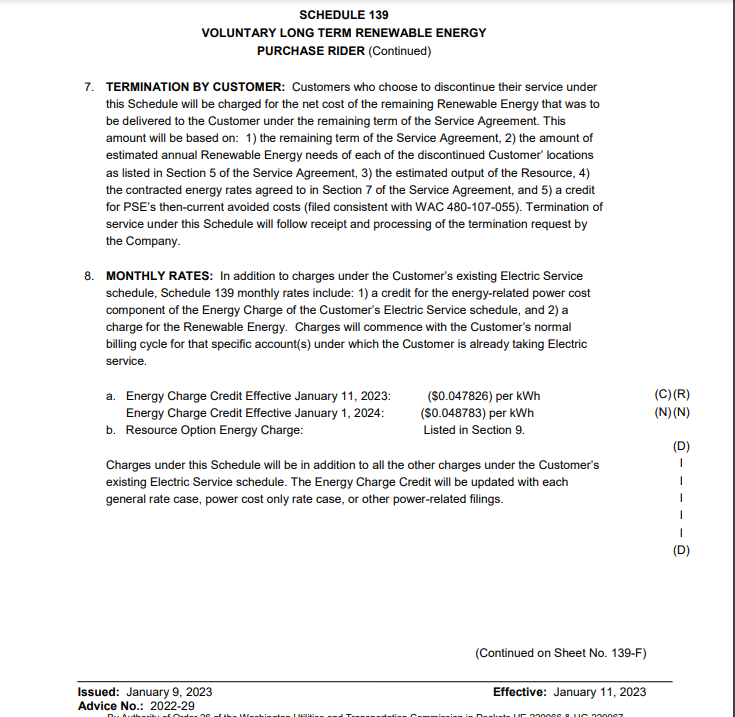 SCHEDULE 139
VOLUNTARY LONG TERM RENEWABLE ENERGY
PURCHASE RIDER (Continued)
7. TERMINATION BY CUSTOMER: Customers who choose to discontinue their service under
this Schedule will be charged for the net cost of the remaining Renewable Energy that was to
be delivered to the Customer under the remaining term of the Service Agreement. This
amount will be based on: 1) the remaining term of the Service Agreement, 2) the amount of
estimated annual Renewable Energy needs of each of the discontinued Customer' locations
as listed in Section 5 of the Service Agreement, 3) the estimated output of the Resource, 4)
the contracted energy rates agreed to in Section 7 of the Service Agreement, and 5) a credit
for PSE's then-current avoided costs (filed consistent with WAC 480-107-055). Termination of
service under this Schedule will follow receipt and processing of the termination request by
the Company.
8. MONTHLY RATES: In addition to charges under the Customer's existing Electric Service
schedule, Schedule 139 monthly rates include: 1) a credit for the energy-related power cost
component of the Energy Charge of the Customer's Electric Service schedule, and 2) a
charge for the Renewable Energy. Charges will commence with the Customer's normal
billing cycle for that specific account(s) under which the Customer is already taking Electric
service.
a. Energy Charge Credit Effective January 11, 2023: ($0.047826) per kWh (C)(R)
Energy Charge Credit Effective January 1, 2024: ($0.048783) per kWh (N)(N)
b. Resource Option Energy Charge: Listed in Section 9.
(D)
Charges under this Schedule will be in addition to all the other charges under the Customer's |
existing Electric Service schedule. The Energy Charge Credit will be updated with each |
general rate case, power cost only rate case, or other power-related filings. |
|
|
(D)
(Continued on Sheet No. 139-F)
Issued: January 9, 2023 Effective: January 11, 2023
Advice No.: 2022-29